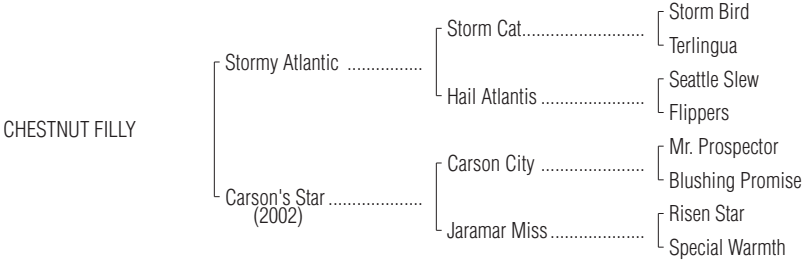 Storm Bird
Storm Cat........................
Terlingua
Stormy Atlantic ...............
Seattle Slew
Hail Atlantis .....................
Flippers
CHESTNUT FILLY
Mr. Prospector
Carson City .....................
Blushing Promise
Carson's Star ..................
(2002)
Risen Star
Jaramar Miss...................
Special Warmth